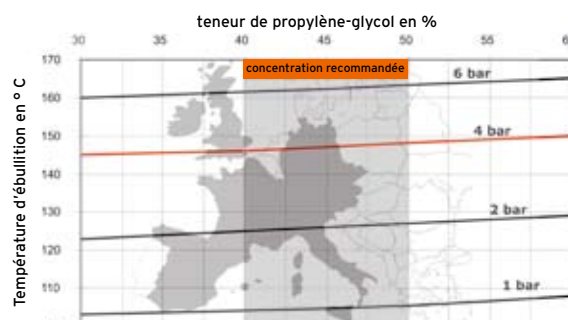 teneur de propylène-glycol en %
30 35 40 45 50 55 60
concentration recommandée
Température d'ébullition en ° C
170
160
150
140
130
120
110
6 bar
4 bar
2 bar
1 bar